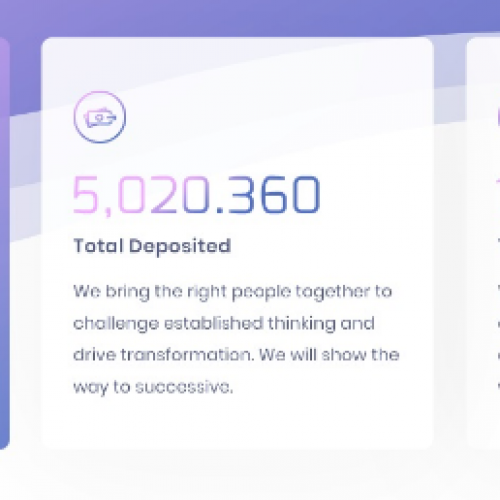 5,020.360
Total Deposited
We bring the right people together to
challenge established thinking and
drive transformation. We will show the
way to successive.